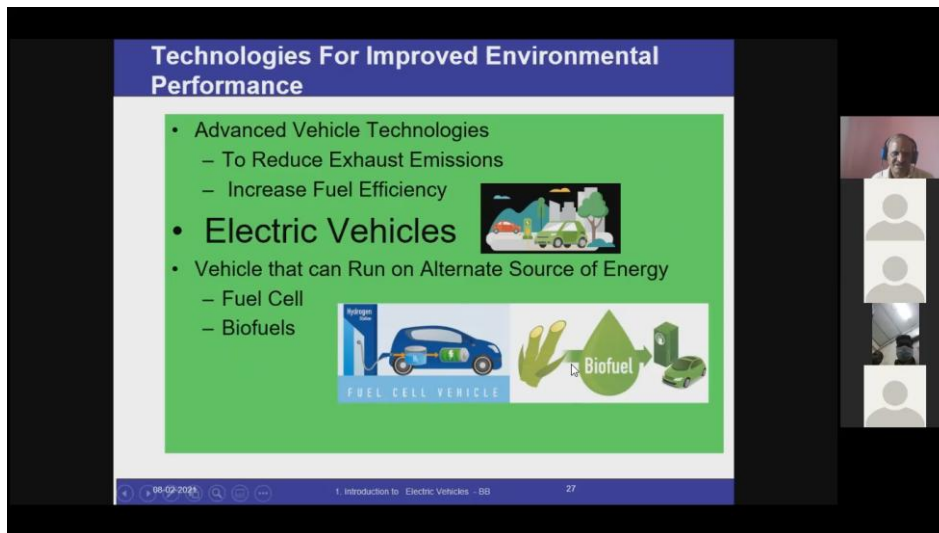 Technologies For Improved Environmental
Performance
• Advanced Vehicle Technologies
– To Reduce Exhaust Emissions
– Increase Fuel Efficiency
• Electric Vehicles
• Vehicle that can Run on Alternate Source of Energy
– Fuel Cell
– Biofuels
Hydrogen
Station
H₂
FUEL CELL VEHICLE
Biofuel
08-02-2021
1. Introduction to Electric Vehicles - BB
27